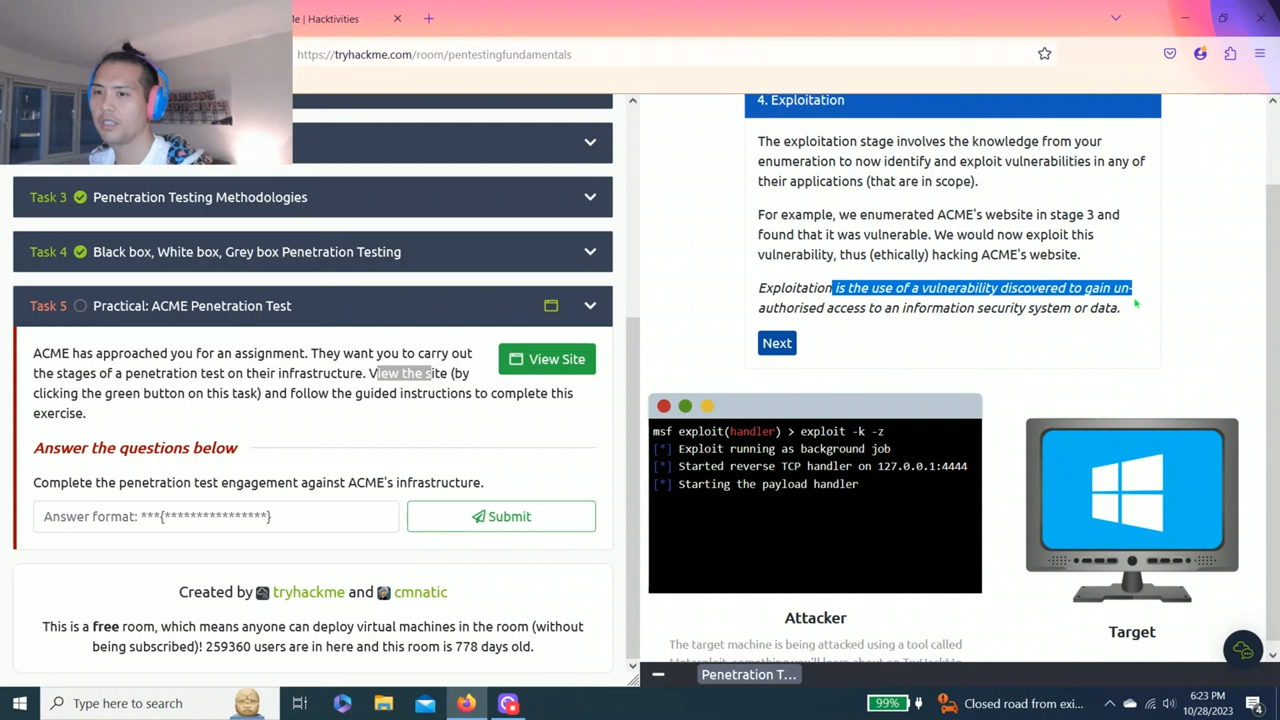 Me | Hacktivities
https://tryhackme.com/room/pentestingfundamentals
Task 3 Penetration Testing Methodologies
Task 4 Black box, White box, Grey box Penetration Testing
Task 5 Practical: ACME Penetration Test
ACME has approached you for an assignment. They want you to carry out
the stages of a penetration test on their infrastructure. View the site (by
clicking the green button on this task) and follow the guided instructions to complete this
exercise.
View Site
Answer the questions below
Complete the penetration test engagement against ACME's infrastructure.
Answer format: ***{****************}
Submit
Created by tryhackme and cmnatic
This is a free room, which means anyone can deploy virtual machines in the room (without
being subscribed)! 259360 users are in here and this room is 778 days old.
4. Exploitation
The exploitation stage involves the knowledge from your
enumeration to now identify and exploit vulnerabilities in any of
their applications (that are in scope).
For example, we enumerated ACME's website in stage 3 and
found that it was vulnerable. We would now exploit this
vulnerability, thus (ethically) hacking ACME's website.
Exploitation is the use of a vulnerability discovered to gain un-
authorised access to an information security system or data.
Next
msf exploit(handler) > exploit -k -z
[*] Exploit running as background job
[*] Started reverse TCP handler on 127.0.0.1:4444
[*] Starting the payload handler
Attacker
The target machine is being attacked using a tool called
Metasploit, something you'll learn about on TryHackMe
Target
Penetration T...
Type here to search
99%
Closed road from exi...
6:23 PM
10/28/2023
4